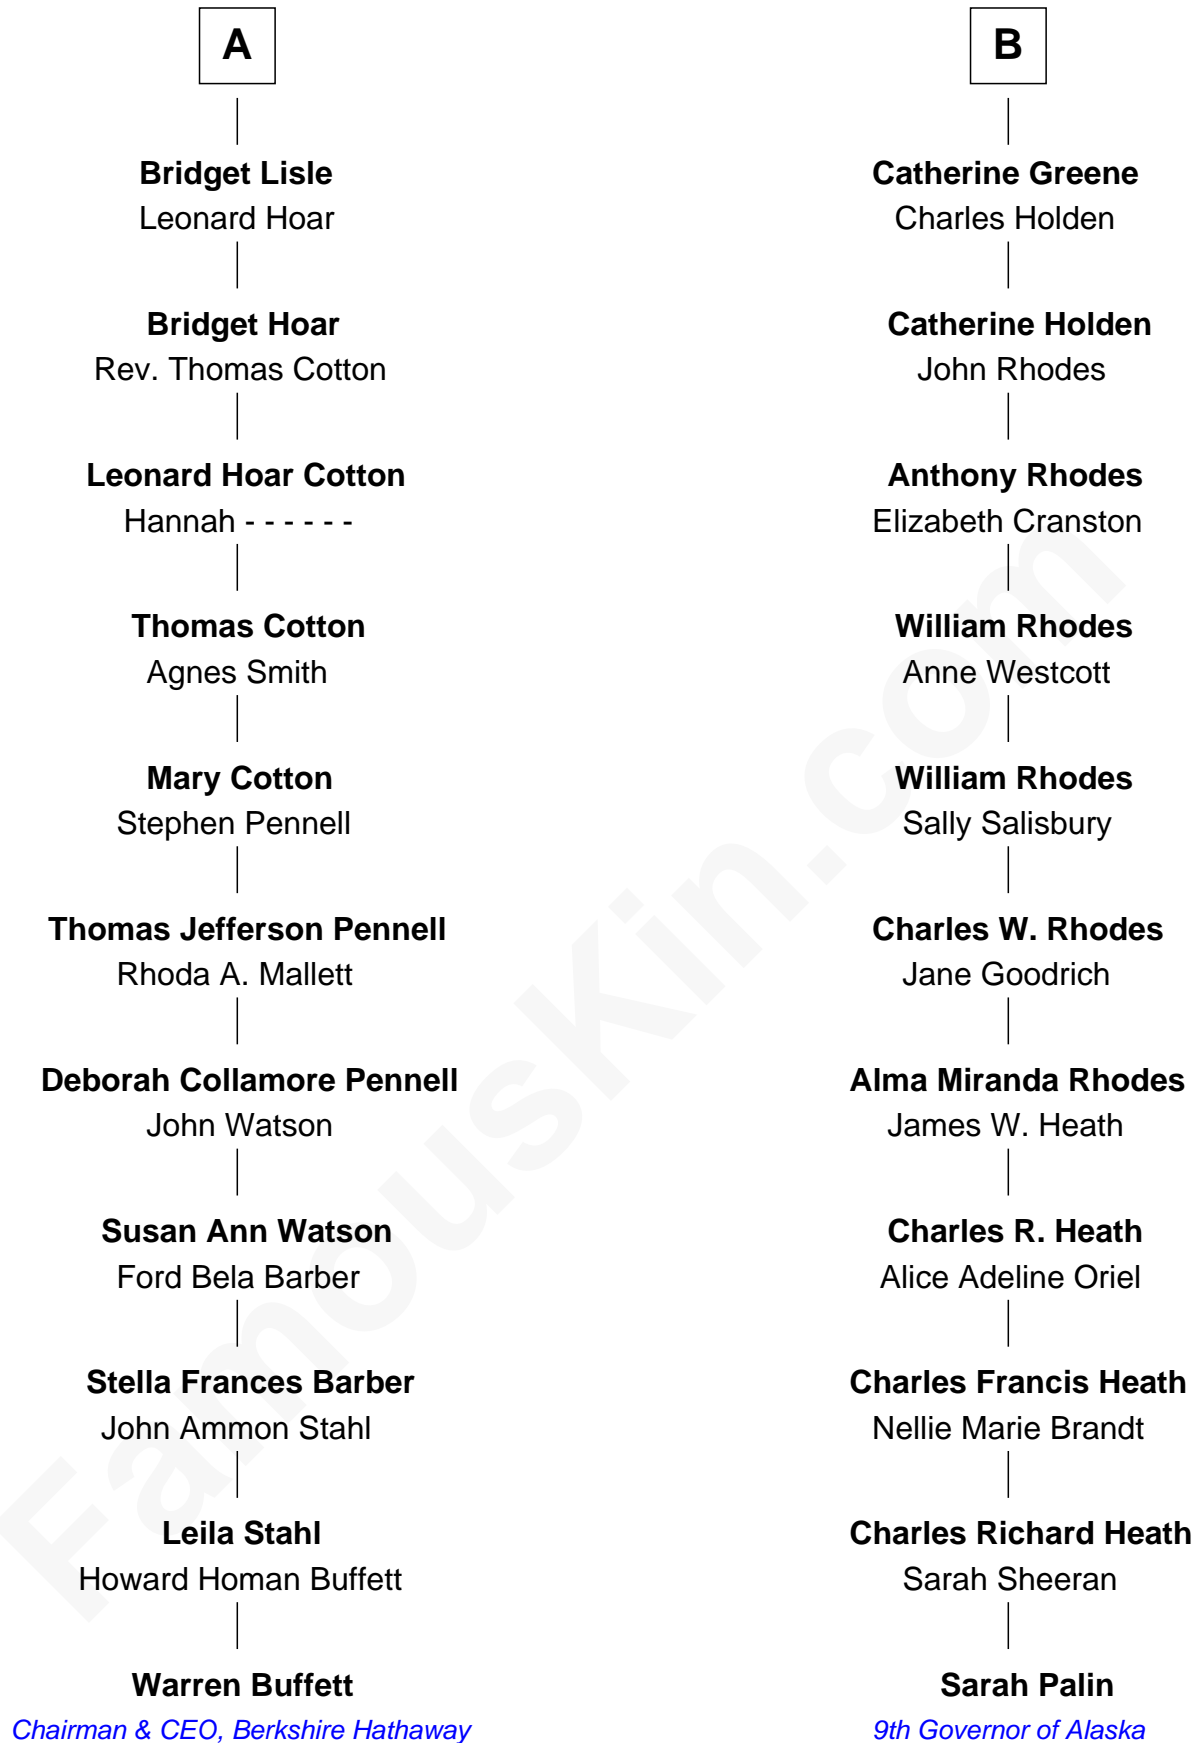 A
Bridget Lisle
Leonard Hoar
Bridget Hoar
Rev. Thomas Cotton
Leonard Hoar Cotton
Hannah - - - - - -
Thomas Cotton
Agnes Smith
Mary Cotton
Stephen Pennell
Thomas Jefferson Pennell
Rhoda A. Mallett
Deborah Collamore Pennell
John Watson
Susan Ann Watson
Ford Bela Barber
Stella Frances Barber
John Ammon Stahl
Leila Stahl
Howard Homan Buffett
Warren Buffett
Chairman & CEO, Berkshire Hathaway
B
Catherine Greene
Charles Holden
Catherine Holden
John Rhodes
Anthony Rhodes
Elizabeth Cranston
William Rhodes
Anne Westcott
William Rhodes
Sally Salisbury
Charles W. Rhodes
Jane Goodrich
Alma Miranda Rhodes
James W. Heath
Charles R. Heath
Alice Adeline Oriel
Charles Francis Heath
Nellie Marie Brandt
Charles Richard Heath
Sarah Sheeran
Sarah Palin
9th Governor of Alaska
FamousKin.com